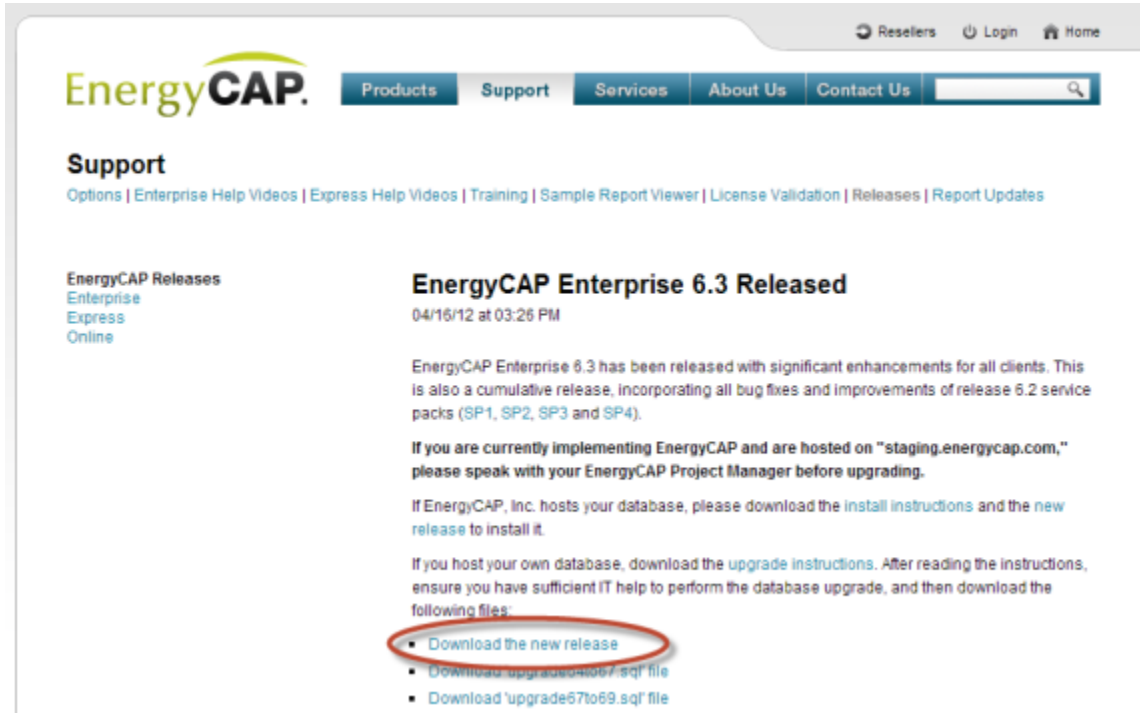 Resellers Login Home
EnergyCAP.
Products Support Services About Us Contact Us
Support
Options | Enterprise Help Videos | Express Help Videos | Training | Sample Report Viewer | License Validation | Releases | Report Updates
EnergyCAP Releases
Enterprise
Express
Online
EnergyCAP Enterprise 6.3 Released
04/16/12 at 03:26 PM
EnergyCAP Enterprise 6.3 has been released with significant enhancements for all clients. This
is also a cumulative release, incorporating all bug fixes and improvements of release 6.2 service
packs (SP1, SP2, SP3 and SP4).
If you are currently implementing EnergyCAP and are hosted on "staging.energycap.com,"
please speak with your EnergyCAP Project Manager before upgrading.
If EnergyCAP, Inc. hosts your database, please download the install instructions and the new
release to install it.
If you host your own database, download the upgrade instructions. After reading the instructions,
ensure you have sufficient IT help to perform the database upgrade, and then download the
following files:
▪ Download the new release
▪ Download 'upgrade64to67.sql' file
▪ Download 'upgrade67to69.sql' file